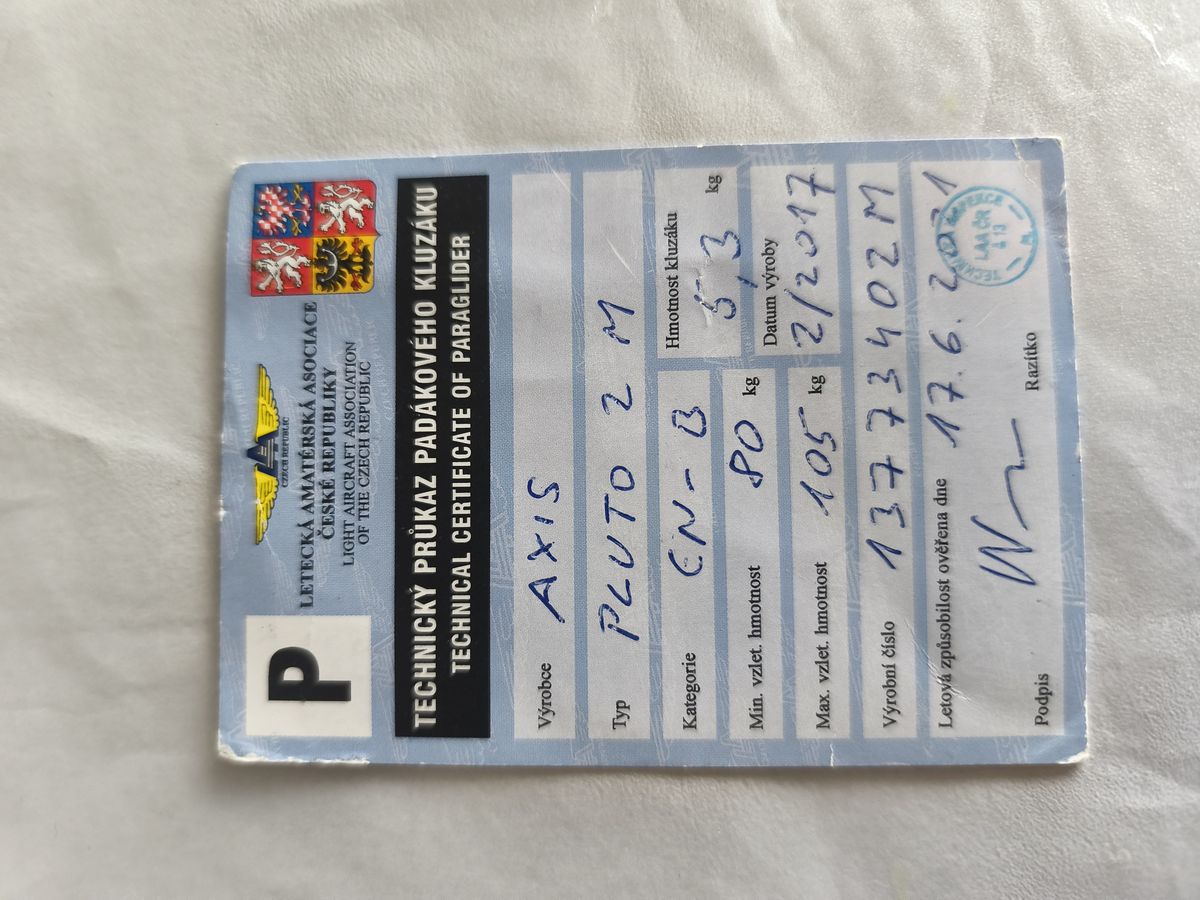 P
CZECH REPUBLIC
LETECKÁ AMATÉRSKÁ ASOCIACE
ČESKÉ REPUBLIKY
LIGHT AIRCRAFT ASSOCIATION
OF THE CZECH REPUBLIC
TECHNICKÝ PRŮKAZ PADÁKOVÉHO KLUZÁKU
TECHNICAL CERTIFICATE OF PARAGLIDER
Výrobce AXIS
Typ PLUTO 2 M
Kategorie EN-B
Hmotnost kluzáku 5,3 kg
Min. vzlet. hmotnost 80 kg
Datum výroby 2/2017
Max. vzlet. hmotnost 105 kg
Výrobní číslo 13773402M
Letová způsobilost ověřena dne 17.6.2021
LAA ČR
Podpis
Razítko